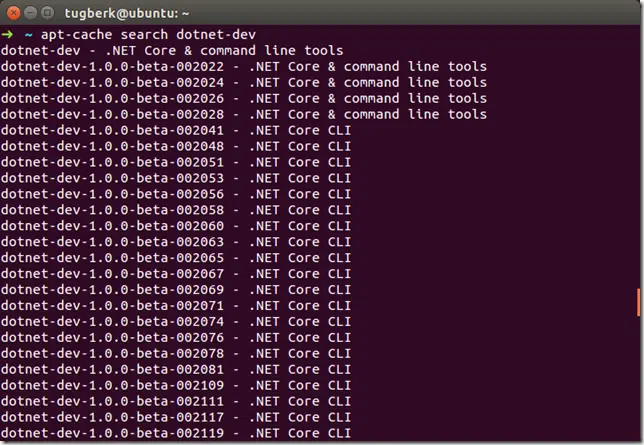 tugberk@ubuntu: ~
➜ ~ apt-cache search dotnet-dev
dotnet-dev - .NET Core & command line tools
dotnet-dev-1.0.0-beta-002022 - .NET Core & command line tools
dotnet-dev-1.0.0-beta-002024 - .NET Core & command line tools
dotnet-dev-1.0.0-beta-002026 - .NET Core & command line tools
dotnet-dev-1.0.0-beta-002028 - .NET Core & command line tools
dotnet-dev-1.0.0-beta-002041 - .NET Core CLI
dotnet-dev-1.0.0-beta-002048 - .NET Core CLI
dotnet-dev-1.0.0-beta-002051 - .NET Core CLI
dotnet-dev-1.0.0-beta-002053 - .NET Core CLI
dotnet-dev-1.0.0-beta-002056 - .NET Core CLI
dotnet-dev-1.0.0-beta-002058 - .NET Core CLI
dotnet-dev-1.0.0-beta-002060 - .NET Core CLI
dotnet-dev-1.0.0-beta-002063 - .NET Core CLI
dotnet-dev-1.0.0-beta-002065 - .NET Core CLI
dotnet-dev-1.0.0-beta-002067 - .NET Core CLI
dotnet-dev-1.0.0-beta-002069 - .NET Core CLI
dotnet-dev-1.0.0-beta-002071 - .NET Core CLI
dotnet-dev-1.0.0-beta-002074 - .NET Core CLI
dotnet-dev-1.0.0-beta-002076 - .NET Core CLI
dotnet-dev-1.0.0-beta-002078 - .NET Core CLI
dotnet-dev-1.0.0-beta-002081 - .NET Core CLI
dotnet-dev-1.0.0-beta-002109 - .NET Core CLI
dotnet-dev-1.0.0-beta-002111 - .NET Core CLI
dotnet-dev-1.0.0-beta-002117 - .NET Core CLI
dotnet-dev-1.0.0-beta-002119 - .NET Core CLI